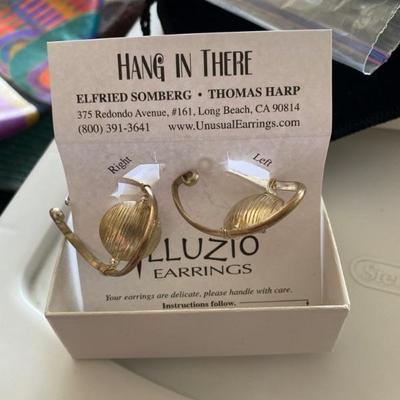 HANG IN THERE
ELFRIED SOMBERG • THOMAS HARP
375 Redondo Avenue, #161, Long Beach, CA 90814
(800) 391-3641 www.UnusualEarrings.com
Right Left
LLUZIO
EARRINGS
Your earrings are delicate, please handle with care.
Instructions follow.
Ste